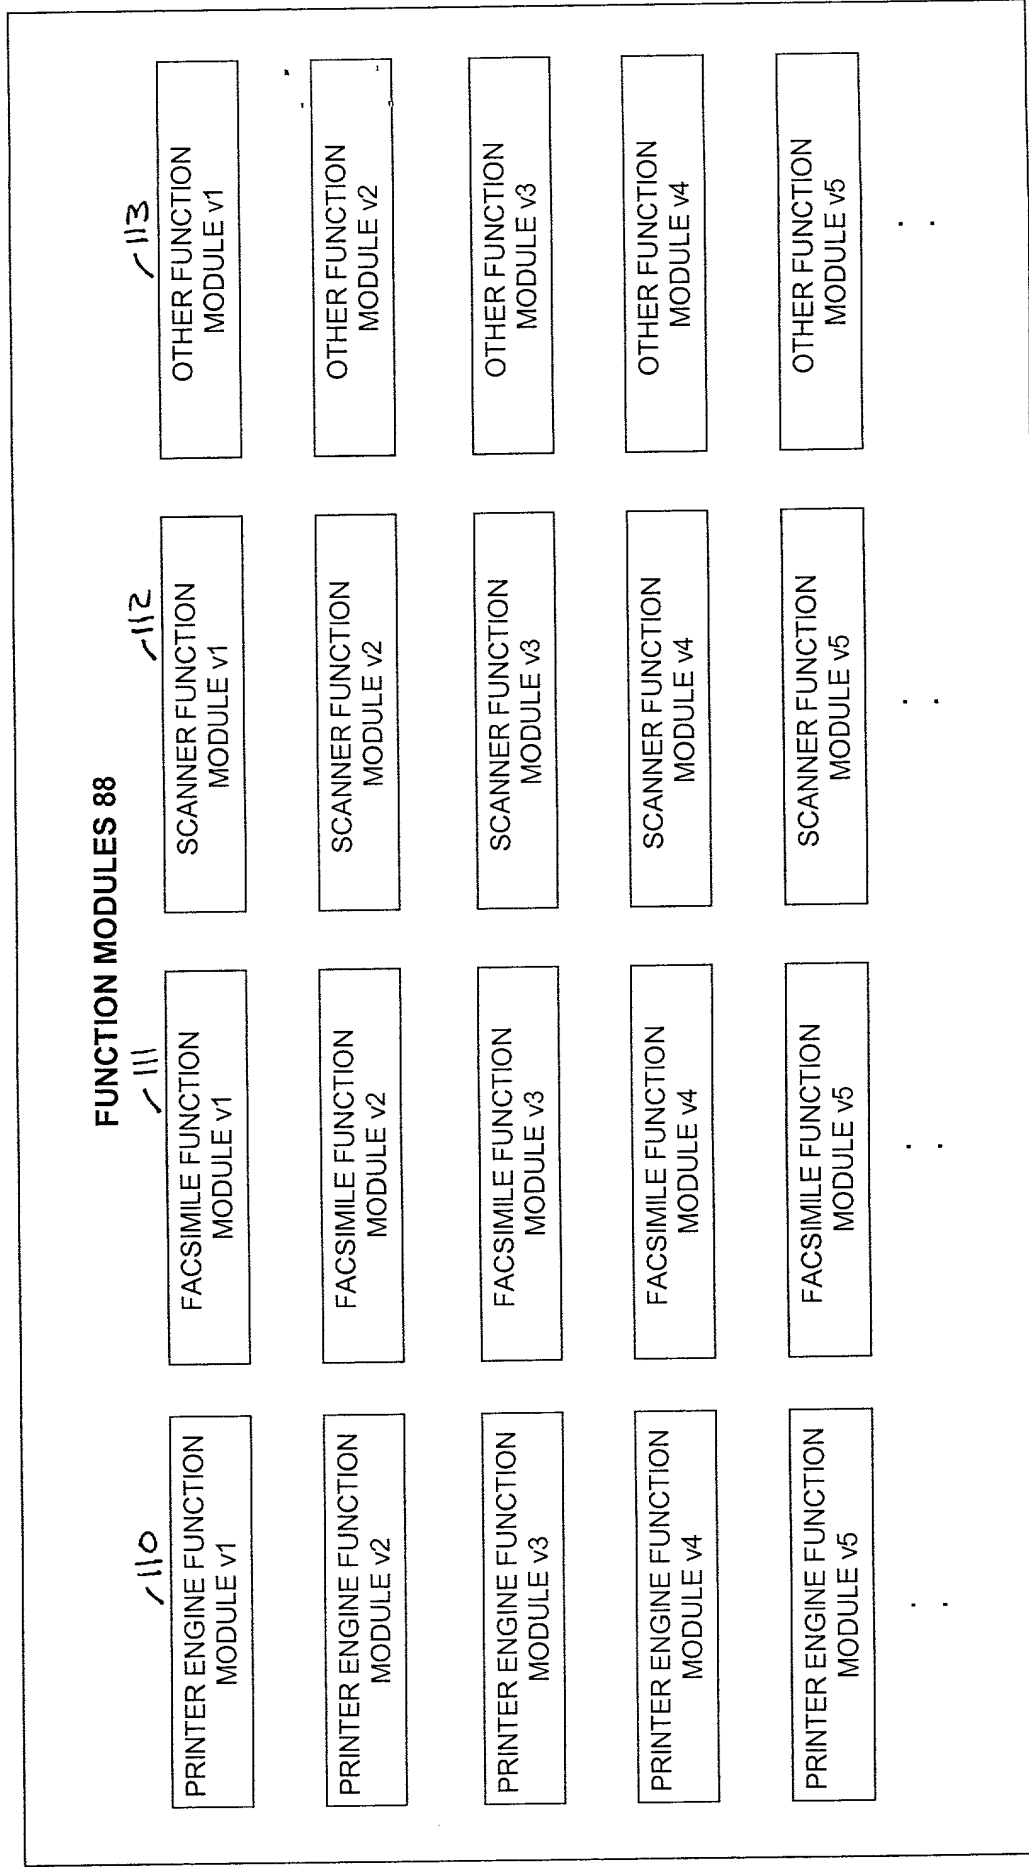 FUNCTION MODULES 88
110
111
112
113
PRINTER ENGINE FUNCTION
MODULE v1
FACSIMILE FUNCTION
MODULE v1
SCANNER FUNCTION
MODULE v1
OTHER FUNCTION
MODULE v1
PRINTER ENGINE FUNCTION
MODULE v2
FACSIMILE FUNCTION
MODULE v2
SCANNER FUNCTION
MODULE v2
OTHER FUNCTION
MODULE v2
PRINTER ENGINE FUNCTION
MODULE v3
FACSIMILE FUNCTION
MODULE v3
SCANNER FUNCTION
MODULE v3
OTHER FUNCTION
MODULE v3
PRINTER ENGINE FUNCTION
MODULE v4
FACSIMILE FUNCTION
MODULE v4
SCANNER FUNCTION
MODULE v4
OTHER FUNCTION
MODULE v4
PRINTER ENGINE FUNCTION
MODULE v5
FACSIMILE FUNCTION
MODULE v5
SCANNER FUNCTION
MODULE v5
OTHER FUNCTION
MODULE v5